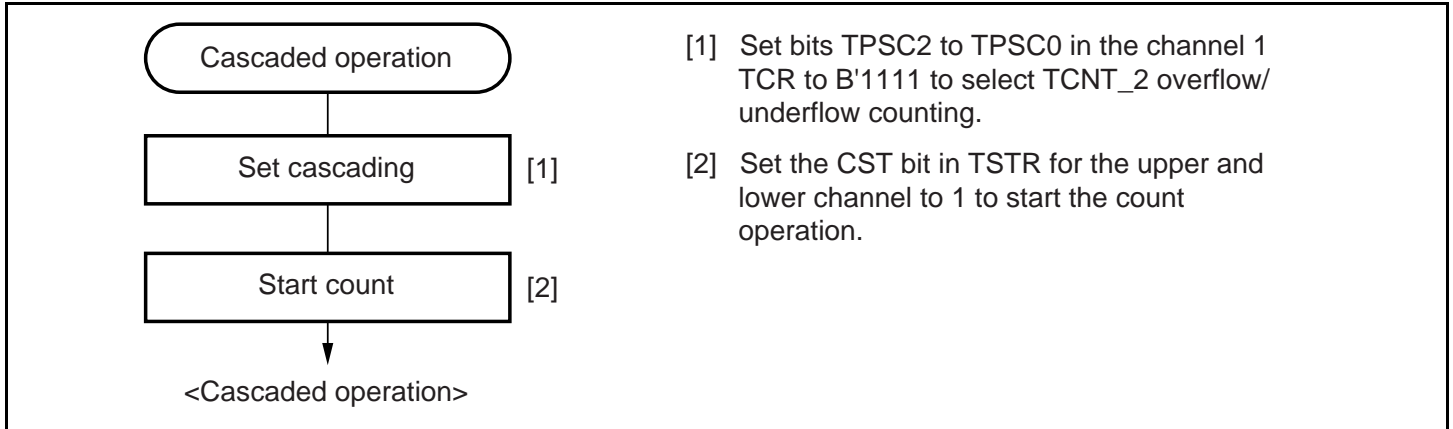 Cascaded operation
Set cascading [1]
Start count [2]
<Cascaded operation>
[1] Set bits TPSC2 to TPSC0 in the channel 1
TCR to B'1111 to select TCNT_2 overflow/
underflow counting.
[2] Set the CST bit in TSTR for the upper and
lower channel to 1 to start the count
operation.